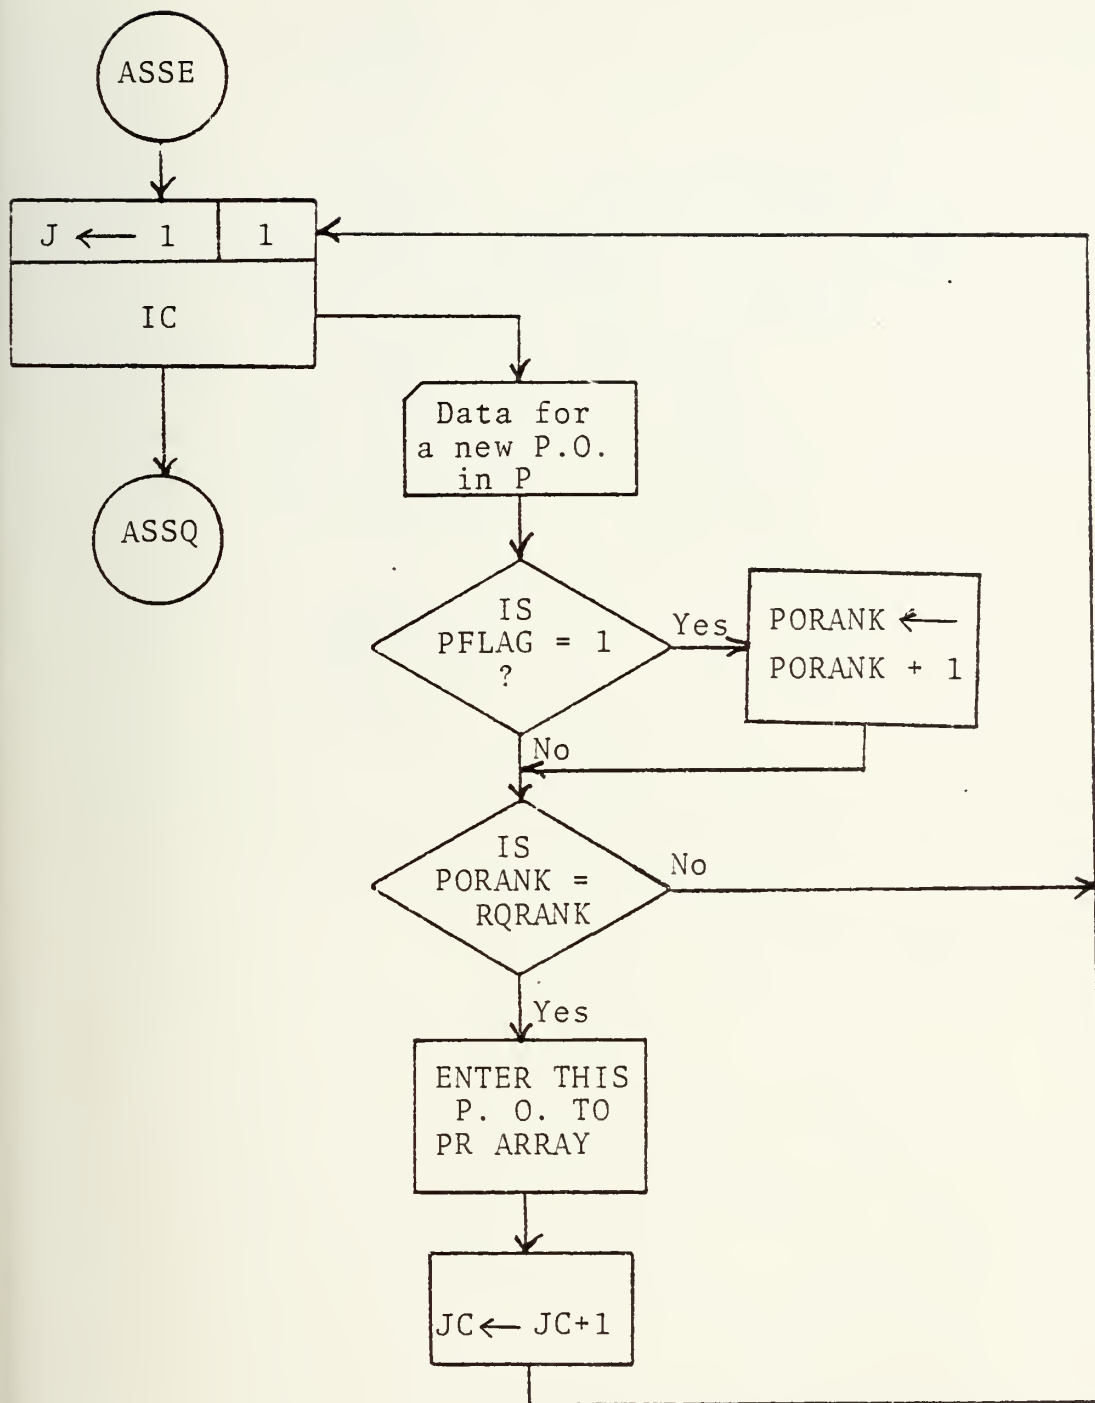 ASSE
J ← 1
1
IC
ASSQ
Data for
a new P.O.
in P
IS
PFLAG = 1
?
Yes
PORANK ←
PORANK + 1
No
IS
PORANK =
RQRANK
No
Yes
ENTER THIS
P. O. TO
PR ARRAY
JC ← JC+1